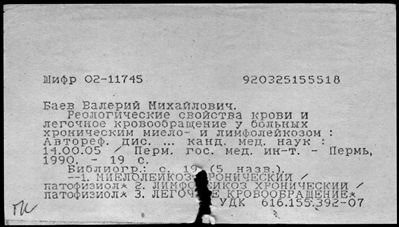 Шифр 02-11745 920325155518
Баев Валерий Михайлович.
Реологические свойства крови и
легочное кровообращение у больных
хроническим миело- и лимфолейкозом :
Автореф. дис. ... канд. мед. наук :
14.00.05 / Перм. гос. мед. ин-т. - Пермь,
1990. - 19 с.
Библиогр.: с. 19 (5 назв.).
--1. МИЕЛОЛЕЙКОЗ ХРОНИЧЕСКИЙ /
патофизиол* 2. ЛИМФОЛЕЙКОЗ ХРОНИЧЕСКИЙ /
патофизиол* 3. ЛЕГОЧНОЕ КРОВООБРАЩЕНИЕ*
УДК 616.155.392-07